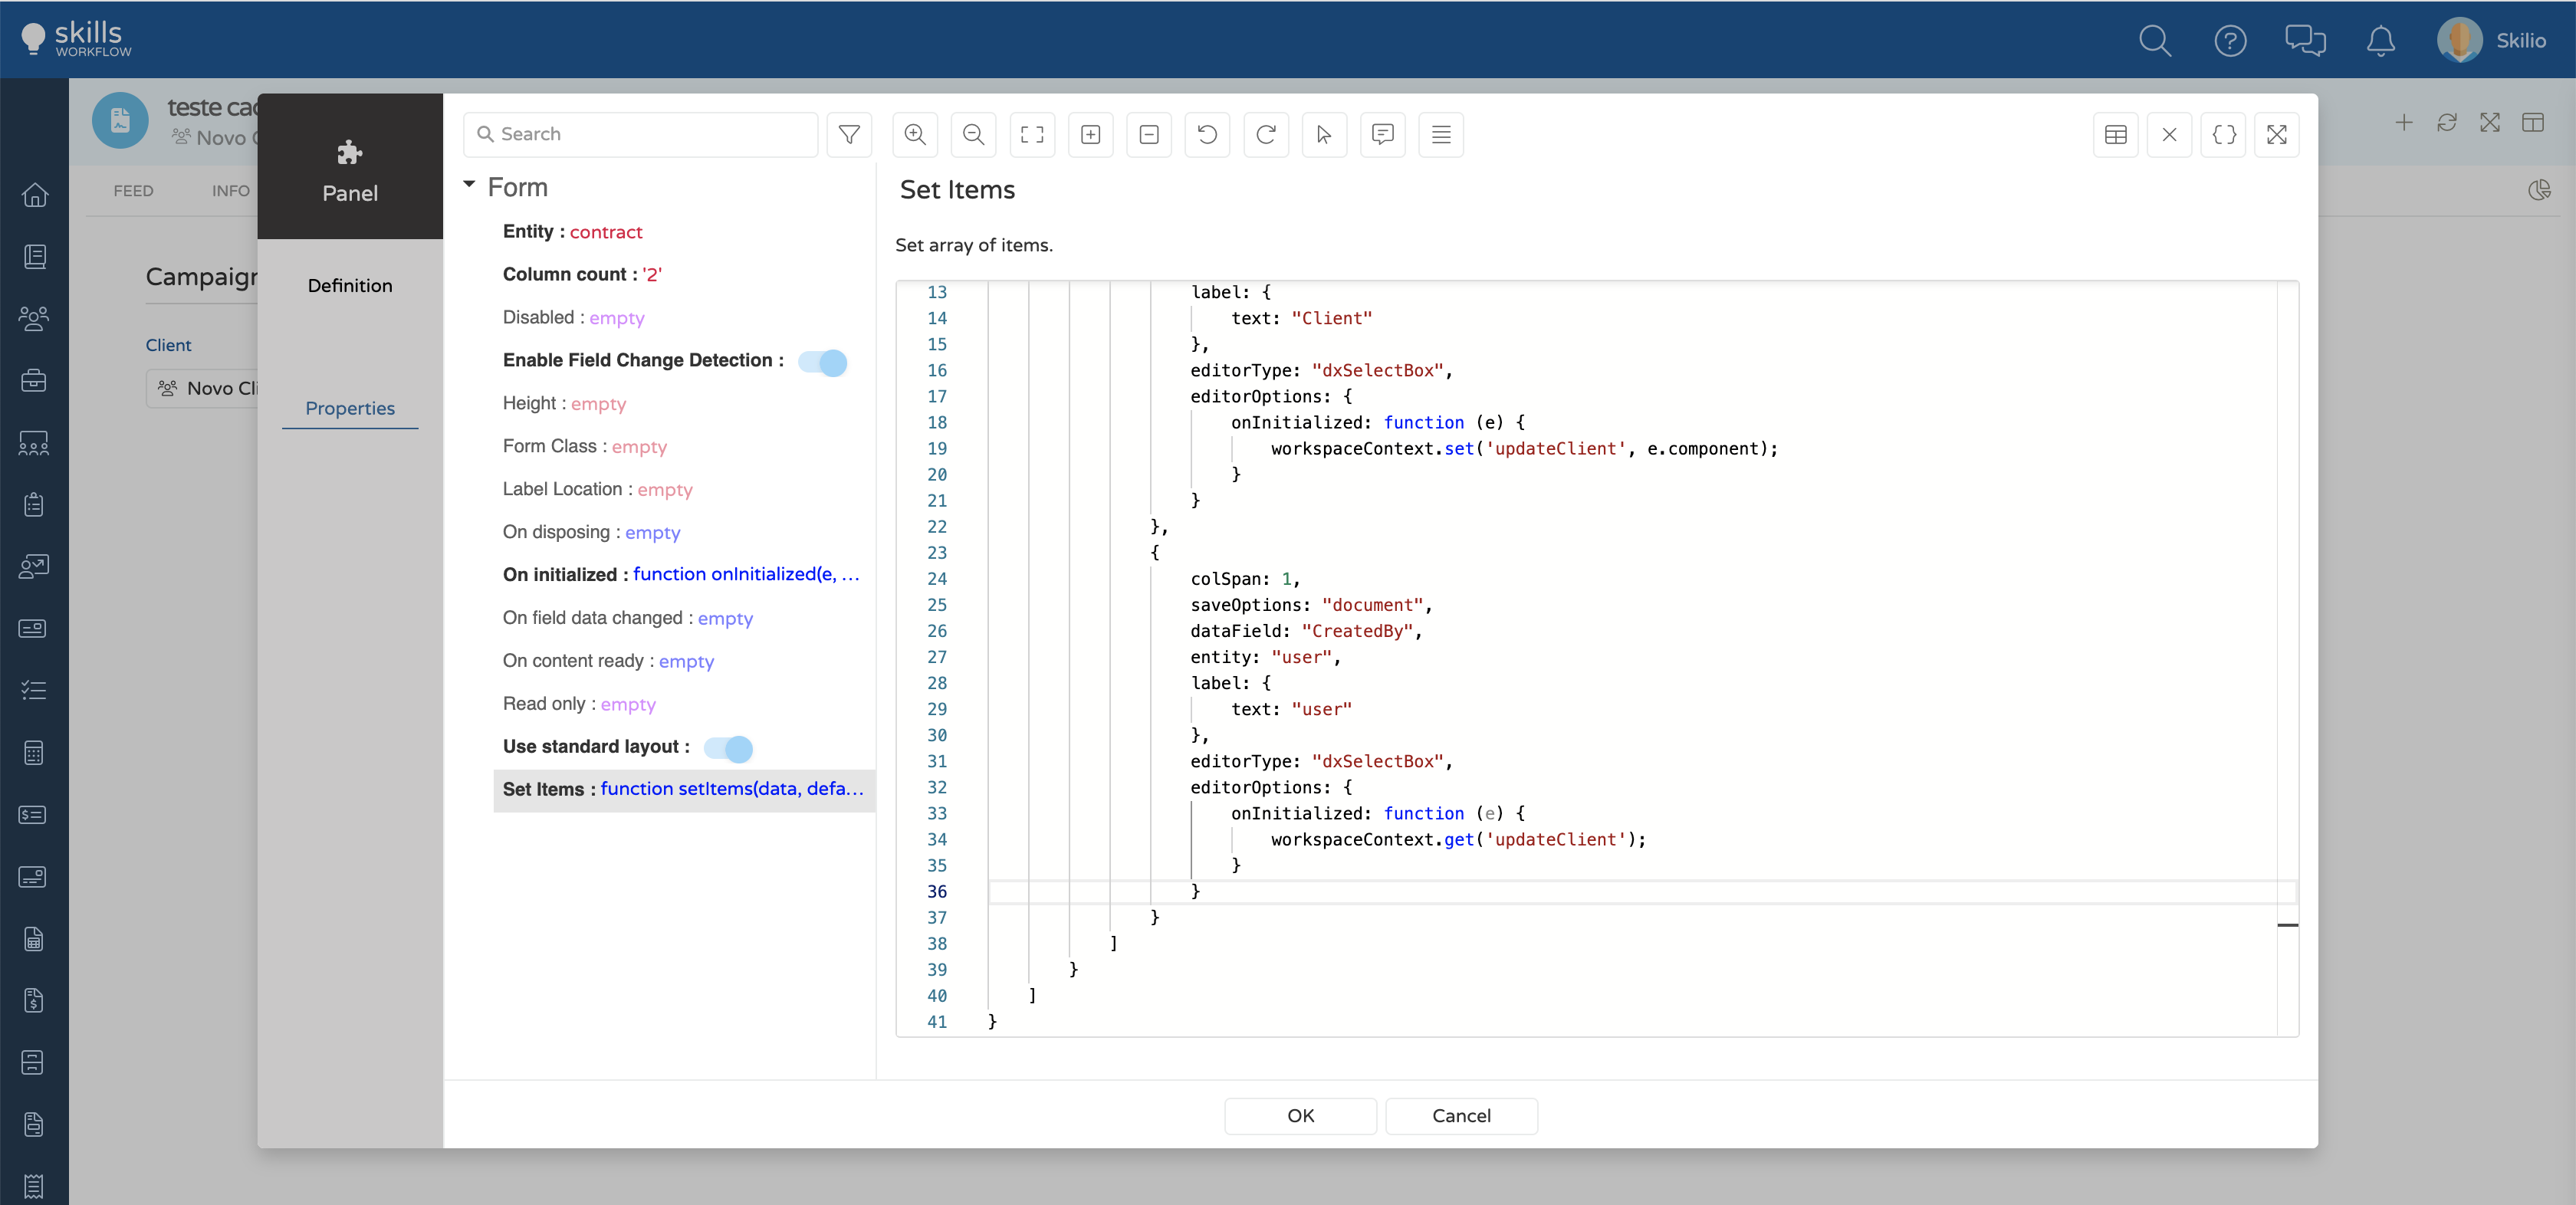 skills
WORKFLOW
Skilio
teste cac
Novo C
FEED
INFO
Campaign
Client
Novo Cli
Panel
Definition
Properties
Search
Form
Entity : contract
Column count : '2'
Disabled : empty
Enable Field Change Detection :
Height : empty
Form Class : empty
Label Location : empty
On disposing : empty
On initialized : function onInitialized(e, ...
On field data changed : empty
On content ready : empty
Read only : empty
Use standard layout :
Set Items : function setItems(data, defa...
Set Items
Set array of items.
13 label: {
14 text: "Client"
15 },
16 editorType: "dxSelectBox",
17 editorOptions: {
18 onInitialized: function (e) {
19 workspaceContext.set('updateClient', e.component);
20 }
21 }
22 },
23 {
24 colSpan: 1,
25 saveOptions: "document",
26 dataField: "CreatedBy",
27 entity: "user",
28 label: {
29 text: "user"
30 },
31 editorType: "dxSelectBox",
32 editorOptions: {
33 onInitialized: function (e) {
34 workspaceContext.get('updateClient');
35 }
36 }
37 }
38 ]
39 }
40 ]
41 }
OK
Cancel